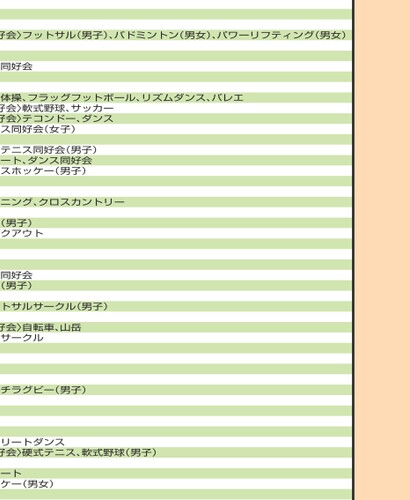 好会〉フットサル(男子)、バドミントン(男女)、パワーリフティング(男女)
同好会
体操、フラッグフットボール、リズムダンス、バレエ
好会〉軟式野球、サッカー
好会〉テコンドー、ダンス
ス同好会(女子)
テニス同好会(男子)
ート、ダンス同好会
スホッケー(男子)
ニング、クロスカントリー
(男子)
クアウト
同好会
(男子)
トサルサークル(男子)
好会〉自転車、山岳
サークル
チラグビー(男子)
リートダンス
好会〉硬式テニス、軟式野球(男子)
ート
ケー(男女)